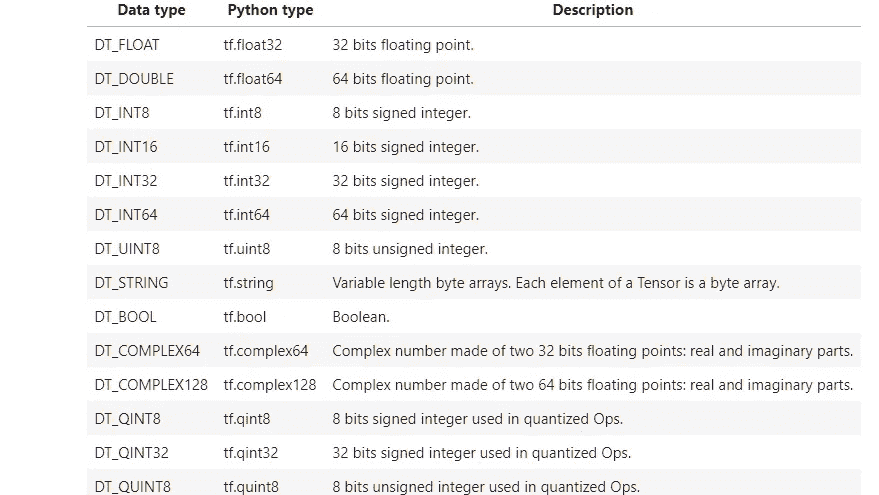 Data type Python type Description
DT_FLOAT tf.float32 32 bits floating point.
DT_DOUBLE tf.float64 64 bits floating point.
DT_INT8 tf.int8 8 bits signed integer.
DT_INT16 tf.int16 16 bits signed integer.
DT_INT32 tf.int32 32 bits signed integer.
DT_INT64 tf.int64 64 bits signed integer.
DT_UINT8 tf.uint8 8 bits unsigned integer.
DT_STRING tf.string Variable length byte arrays. Each element of a Tensor is a byte array.
DT_BOOL tf.bool Boolean.
DT_COMPLEX64 tf.complex64 Complex number made of two 32 bits floating points: real and imaginary parts.
DT_COMPLEX128 tf.complex128 Complex number made of two 64 bits floating points: real and imaginary parts.
DT_QINT8 tf.qint8 8 bits signed integer used in quantized Ops.
DT_QINT32 tf.qint32 32 bits signed integer used in quantized Ops.
DT_QUINT8 tf.quint8 8 bits unsigned integer used in quantized Ops.